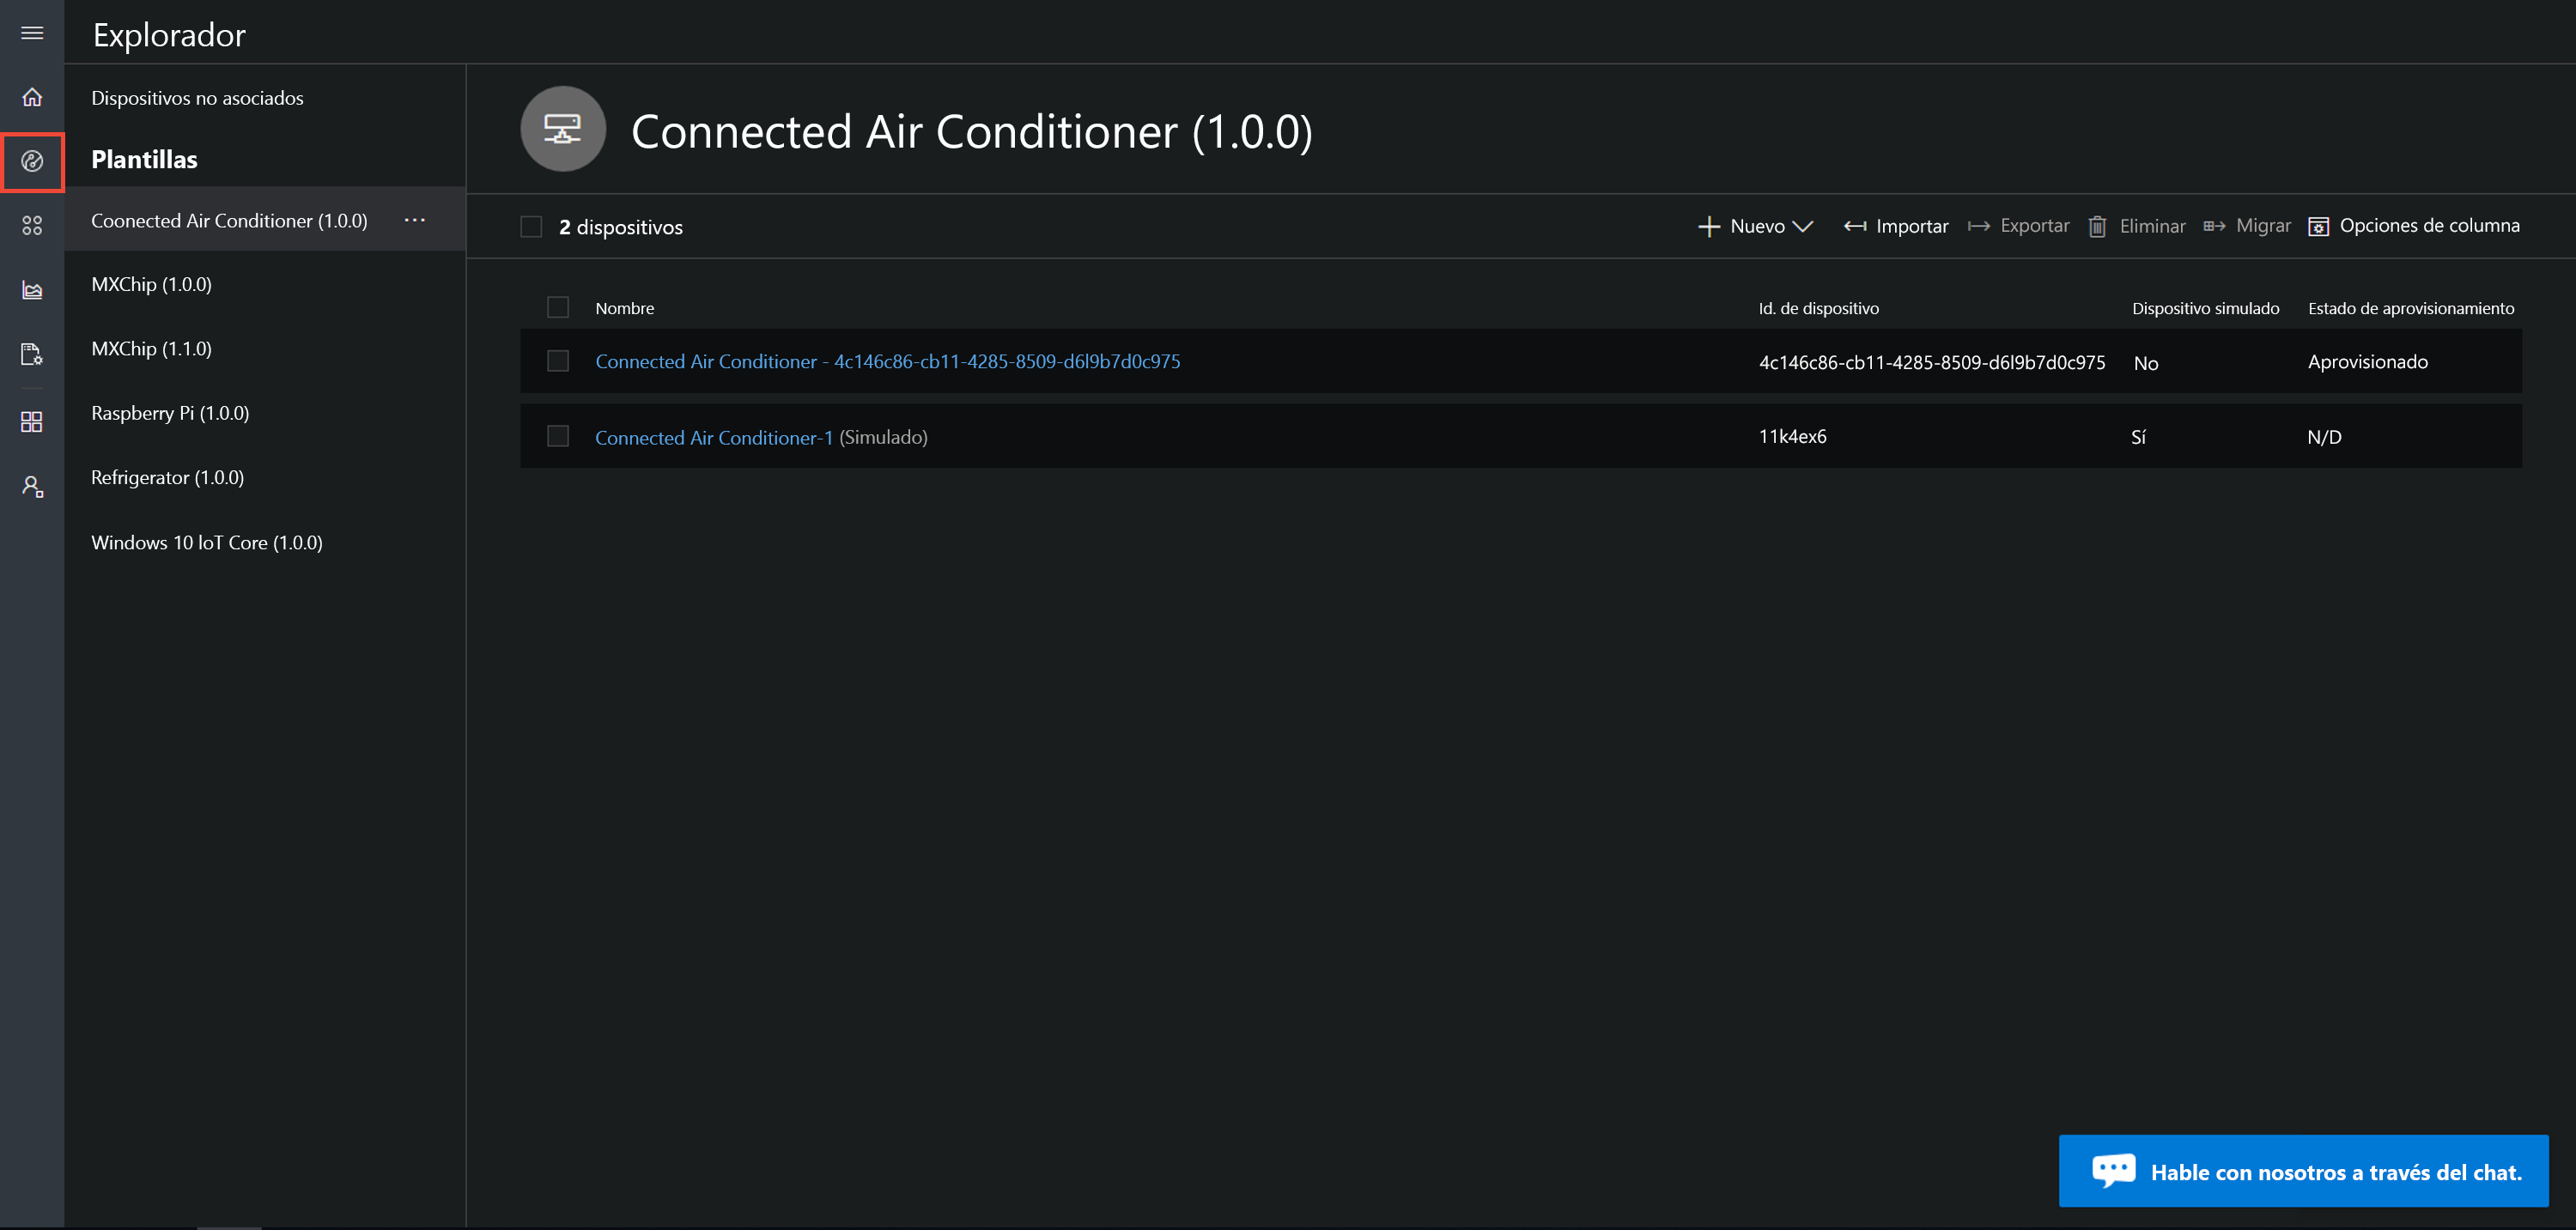 Explorador
Dispositivos no asociados
Plantillas
Coonected Air Conditioner (1.0.0) ...
MXChip (1.0.0)
MXChip (1.1.0)
Raspberry Pi (1.0.0)
Refrigerator (1.0.0)
Windows 10 loT Core (1.0.0)
Connected Air Conditioner (1.0.0)
2 dispositivos Nuevo Importar Exportar Eliminar Migrar Opciones de columna
Nombre Id. de dispositivo Dispositivo simulado Estado de aprovisionamiento
Connected Air Conditioner - 4c146c86-cb11-4285-8509-d6l9b7d0c975 4c146c86-cb11-4285-8509-d6l9b7d0c975 No Aprovisionado
Connected Air Conditioner-1 (Simulado) 11k4ex6 Sí N/D
Hable con nosotros a través del chat.